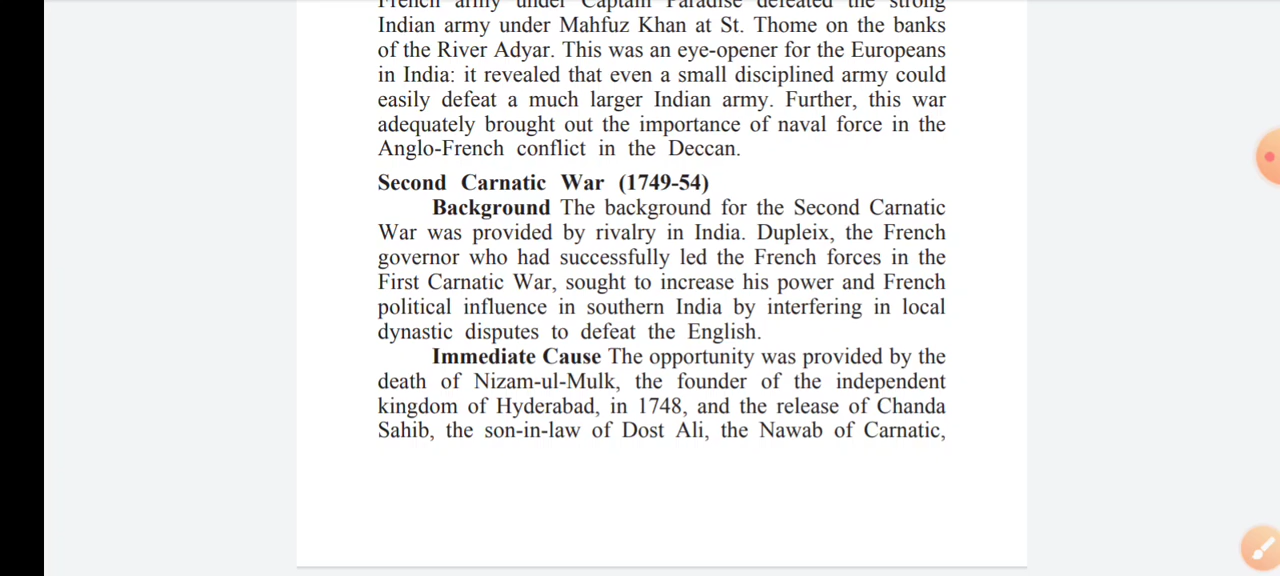 French army under Captain Paradise defeated the strong
Indian army under Mahfuz Khan at St. Thome on the banks
of the River Adyar. This was an eye-opener for the Europeans
in India: it revealed that even a small disciplined army could
easily defeat a much larger Indian army. Further, this war
adequately brought out the importance of naval force in the
Anglo-French conflict in the Deccan.
Second Carnatic War (1749-54)
Background The background for the Second Carnatic
War was provided by rivalry in India. Dupleix, the French
governor who had successfully led the French forces in the
First Carnatic War, sought to increase his power and French
political influence in southern India by interfering in local
dynastic disputes to defeat the English.
Immediate Cause The opportunity was provided by the
death of Nizam-ul-Mulk, the founder of the independent
kingdom of Hyderabad, in 1748, and the release of Chanda
Sahib, the son-in-law of Dost Ali, the Nawab of Carnatic,